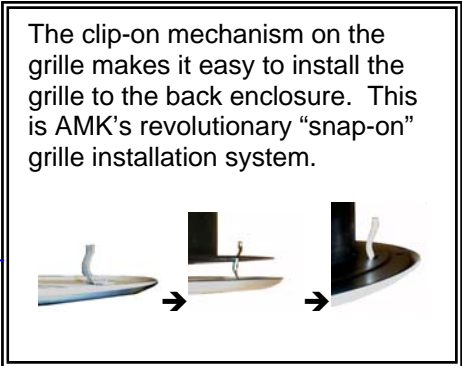 The clip-on mechanism on the
grille makes it easy to install the
grille to the back enclosure.  This
is AMK’s revolutionary “snap-on”
grille installation system.